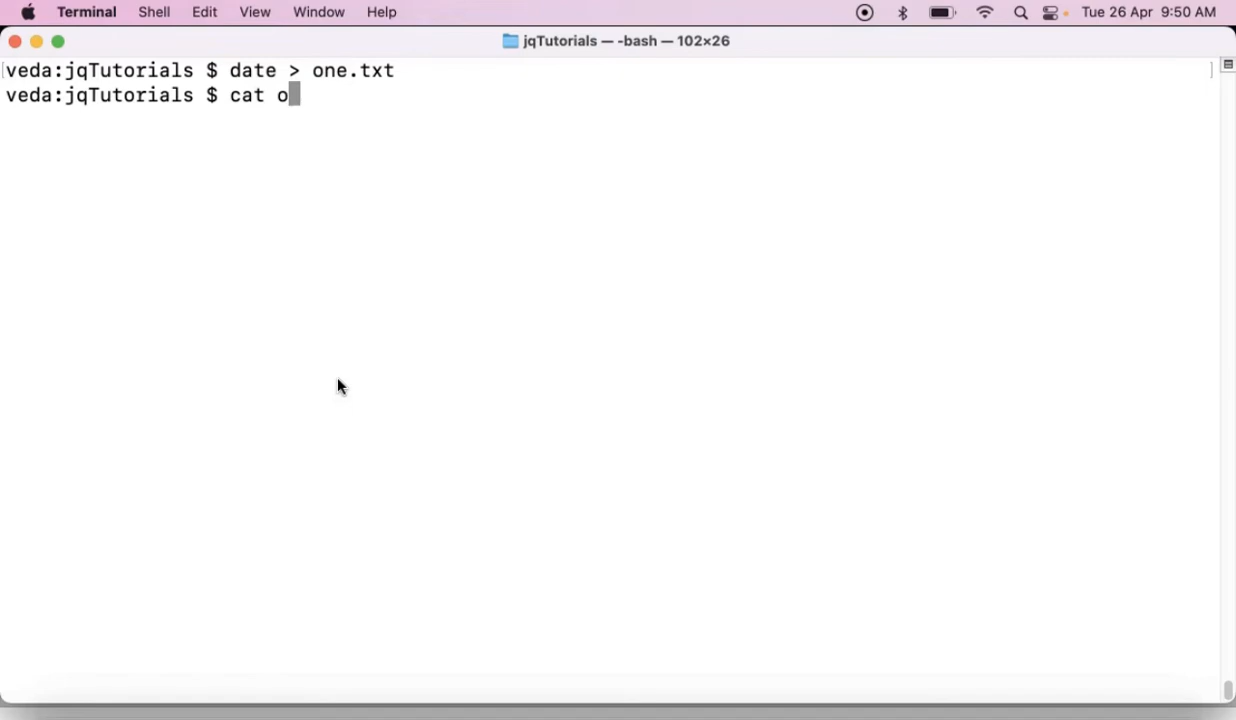 Terminal Shell Edit View Window Help Tue 26 Apr 9:50 AM
jqTutorials — -bash — 102×26
veda:jqTutorials $ date > one.txt
veda:jqTutorials $ cat o